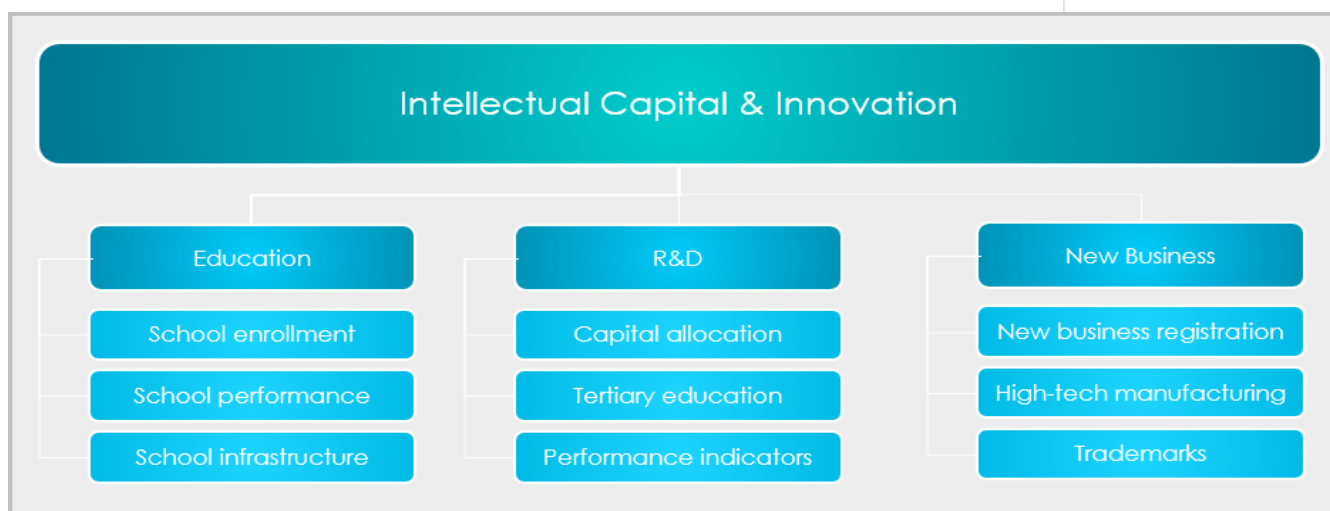 Intellectual Capital & Innovation
Education
School enrollment
School performance
School infrastructure
R&D
Capital allocation
Tertiary education
Performance indicators
New Business
New business registration
High-tech manufacturing
Trademarks